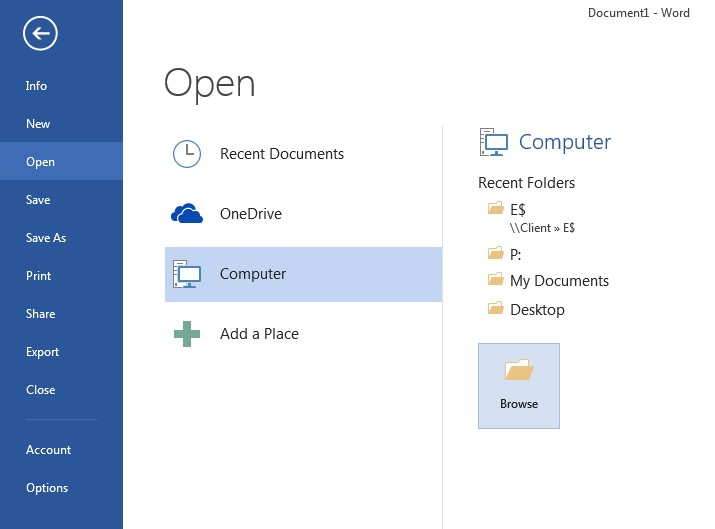 Document1 - Word
Info
New
Open
Save
Save As
Print
Share
Export
Close
Account
Options
Open
Recent Documents
OneDrive
Computer
Add a Place
Computer
Recent Folders
E$
\\Client » E$
P:
My Documents
Desktop
Browse